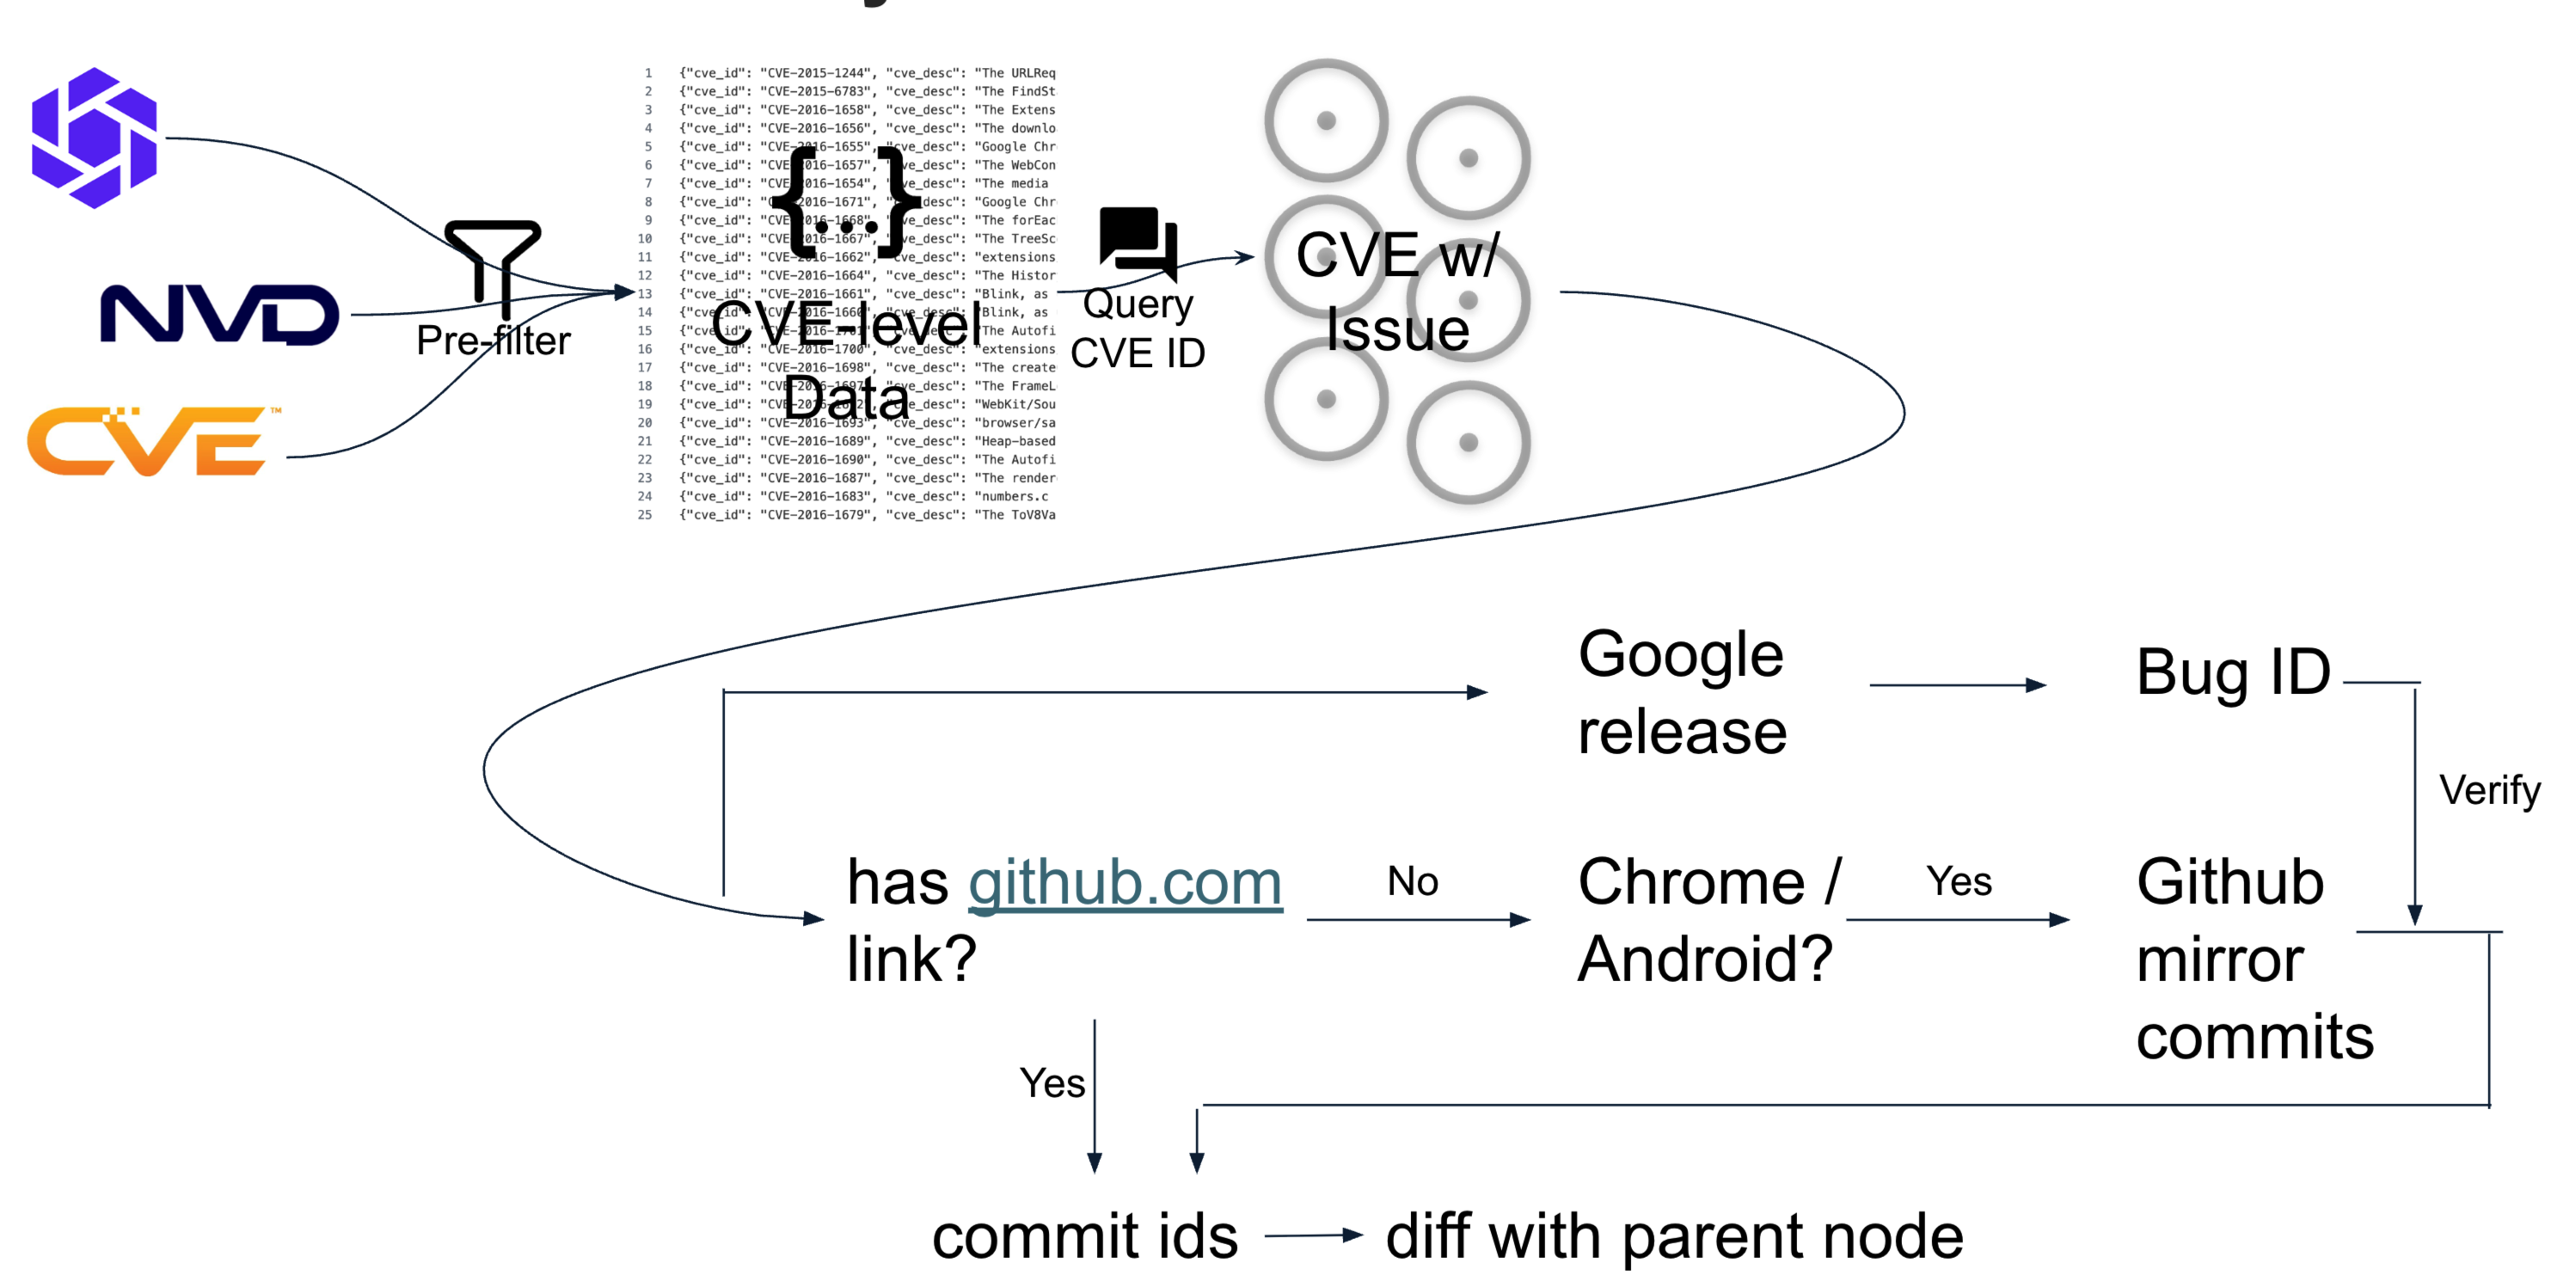 1 {"cve_id": "CVE-2015-1244", "cve_desc": "The URLReq
2 {"cve_id": "CVE-2015-6783", "cve_desc": "The FindSt
3 {"cve_id": "CVE-2016-1658", "cve_desc": "The Extens
4 {"cve_id": "CVE-2016-1656", "cve_desc": "The downlo
5 {"cve_id": "CVE-2016-1655", "cve_desc": "Google Chr
6 {"cve_id": "CVE-2016-1657", "cve_desc": "The WebCon
7 {"cve_id": "CVE-2016-1654", "cve_desc": "The media
8 {"cve_id": "CVE-2016-1671", "cve_desc": "Google Chr
9 {"cve_id": "CVE-2016-1668", "cve_desc": "The forEac
10 {"cve_id": "CVE-2016-1667", "cve_desc": "The TreeSc
11 {"cve_id": "CVE-2016-1662", "cve_desc": "extensions
12 {"cve_id": "CVE-2016-1664", "cve_desc": "The Histor
13 {"cve_id": "CVE-2016-1661", "cve_desc": "Blink, as
14 {"cve_id": "CVE-2016-1660", "cve_desc": "Blink, as
15 {"cve_id": "CVE-2016-1701", "cve_desc": "The Autofi
16 {"cve_id": "CVE-2016-1700", "cve_desc": "extensions
17 {"cve_id": "CVE-2016-1698", "cve_desc": "The create
18 {"cve_id": "CVE-2016-1697", "cve_desc": "The FrameL
19 {"cve_id": "cve_desc": "WebKit/Sou
20 {"cve_id": "CVE-2016-1693", "cve_desc": "browser/sa
21 {"cve_id": "CVE-2016-1689", "cve_desc": "Heap-based
22 {"cve_id": "CVE-2016-1690", "cve_desc": "The Autofi
23 {"cve_id": "CVE-2016-1687", "cve_desc": "The render
24 {"cve_id": "CVE-2016-1683", "cve_desc": "numbers.c
25 {"cve_id": "CVE-2016-1679", "cve_desc": "The ToV8Va
{...}
NVD
CVE™
Pre-filter
CVE-level
Data
Query
CVE ID
CVE w/
Issue
Google
release
Bug ID
Verify
has github.com
link?
No
Chrome /
Android?
Yes
Github
mirror
commits
Yes
commit ids
diff with parent node